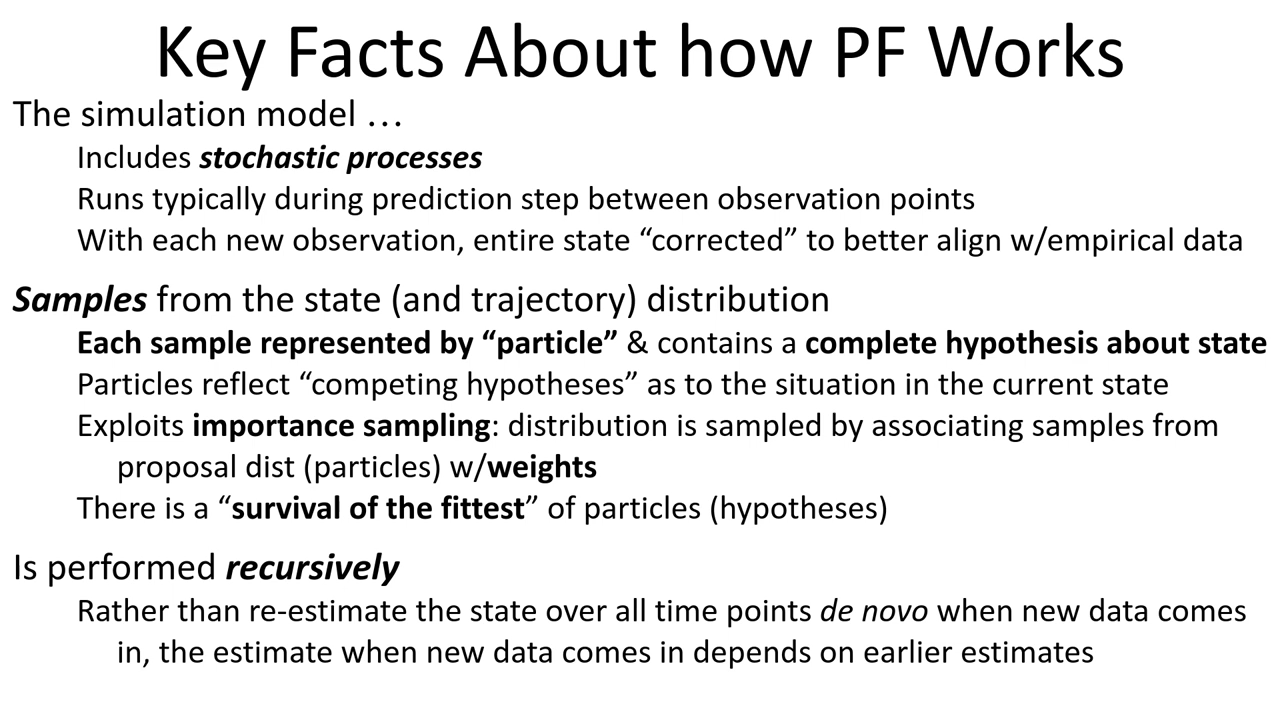 Key Facts About how PF Works
The simulation model …
Includes stochastic processes
Runs typically during prediction step between observation points
With each new observation, entire state “corrected” to better align w/empirical data
Samples from the state (and trajectory) distribution
Each sample represented by “particle” & contains a complete hypothesis about state
Particles reflect “competing hypotheses” as to the situation in the current state
Exploits importance sampling: distribution is sampled by associating samples from
proposal dist (particles) w/weights
There is a “survival of the fittest” of particles (hypotheses)
Is performed recursively
Rather than re-estimate the state over all time points de novo when new data comes
in, the estimate when new data comes in depends on earlier estimates